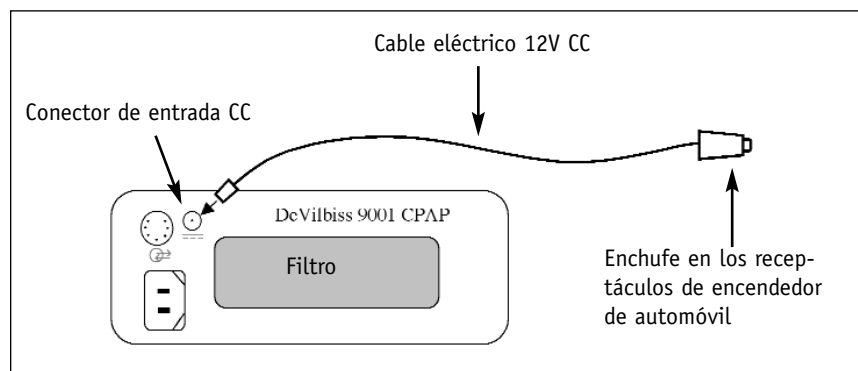 Cable eléctrico 12V CC
Conector de entrada CC
DeVilbiss 9001 CPAP
Filtro
Enchufe en los recep-
táculos de encendedor
de automóvil